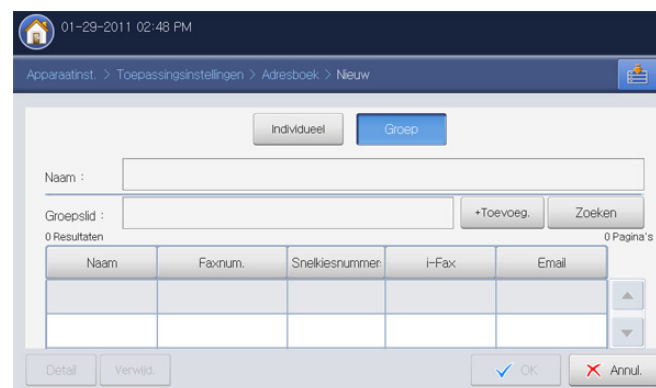 01-29-2011 02:48 PM
Apparaatinst. > Toepassingsinstellingen > Adresboek > Nieuw
Individueel Groep
Naam :
Groepslid : +Toevoeg. Zoeken
0 Resultaten 0 Pagina's
Naam Faxnum. Snelkiesnummer i-Fax Email
Detail Verwijd. OK Annul.